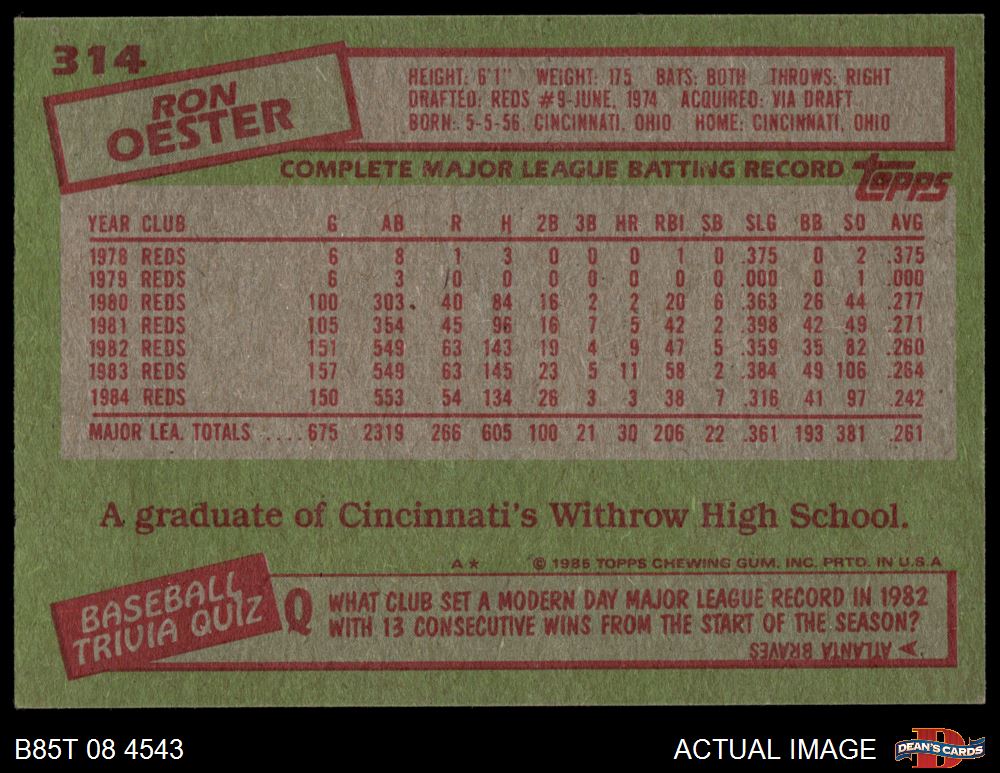 314
RON
OESTER
HEIGHT: 6'1" WEIGHT: 175 BATS: BOTH THROWS: RIGHT
DRAFTED: REDS #9-JUNE, 1974 ACQUIRED: VIA DRAFT
BORN: 5-5-56, CINCINNATI, OHIO HOME: CINCINNATI, OHIO
COMPLETE MAJOR LEAGUE BATTING RECORD topps
YEAR CLUB G AB R H 2B 3B HR RBI SB SLG BB SO AVG
1978 REDS 6 8 1 3 0 0 0 1 0 .375 0 2 .375
1979 REDS 6 3 0 0 0 0 0 0 0 .000 0 1 .000
1980 REDS 100 303 40 84 16 2 2 20 6 .363 26 44 .277
1981 REDS 105 354 45 96 16 7 5 42 2 .398 42 49 .271
1982 REDS 151 549 63 143 19 4 9 47 5 .359 35 82 .260
1983 REDS 157 549 63 145 23 5 11 58 2 .384 49 106 .264
1984 REDS 150 553 54 134 26 3 3 38 7 .316 41 97 .242
MAJOR LEA. TOTALS ....675 2319 266 605 100 21 30 206 22 .361 193 381 .261
A graduate of Cincinnati's Withrow High School.
A★ © 1985 TOPPS CHEWING GUM, INC. PRTD. IN U.S.A
BASEBALL
TRIVIA QUIZ
Q WHAT CLUB SET A MODERN DAY MAJOR LEAGUE RECORD IN 1982
WITH 13 CONSECUTIVE WINS FROM THE START OF THE SEASON?
A ATLANTA BRAVES
B85T 08 4543
ACTUAL IMAGE
D
DEAN'S CARDS